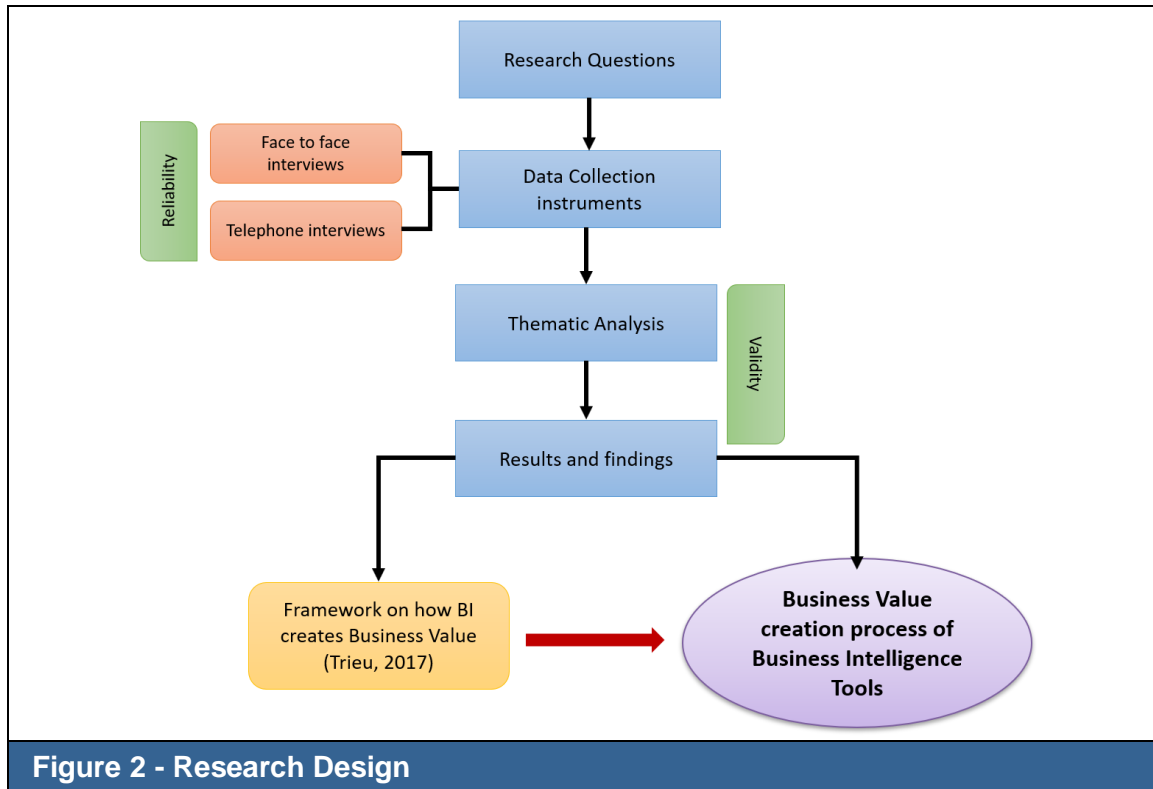 Research Questions
Reliability
Face to face
interviews
Telephone interviews
Data Collection
instruments
Thematic Analysis
Validity
Results and findings
Framework on how BI
creates Business Value
(Trieu, 2017)
Business Value
creation process of
Business Intelligence
Tools
Figure 2 - Research Design